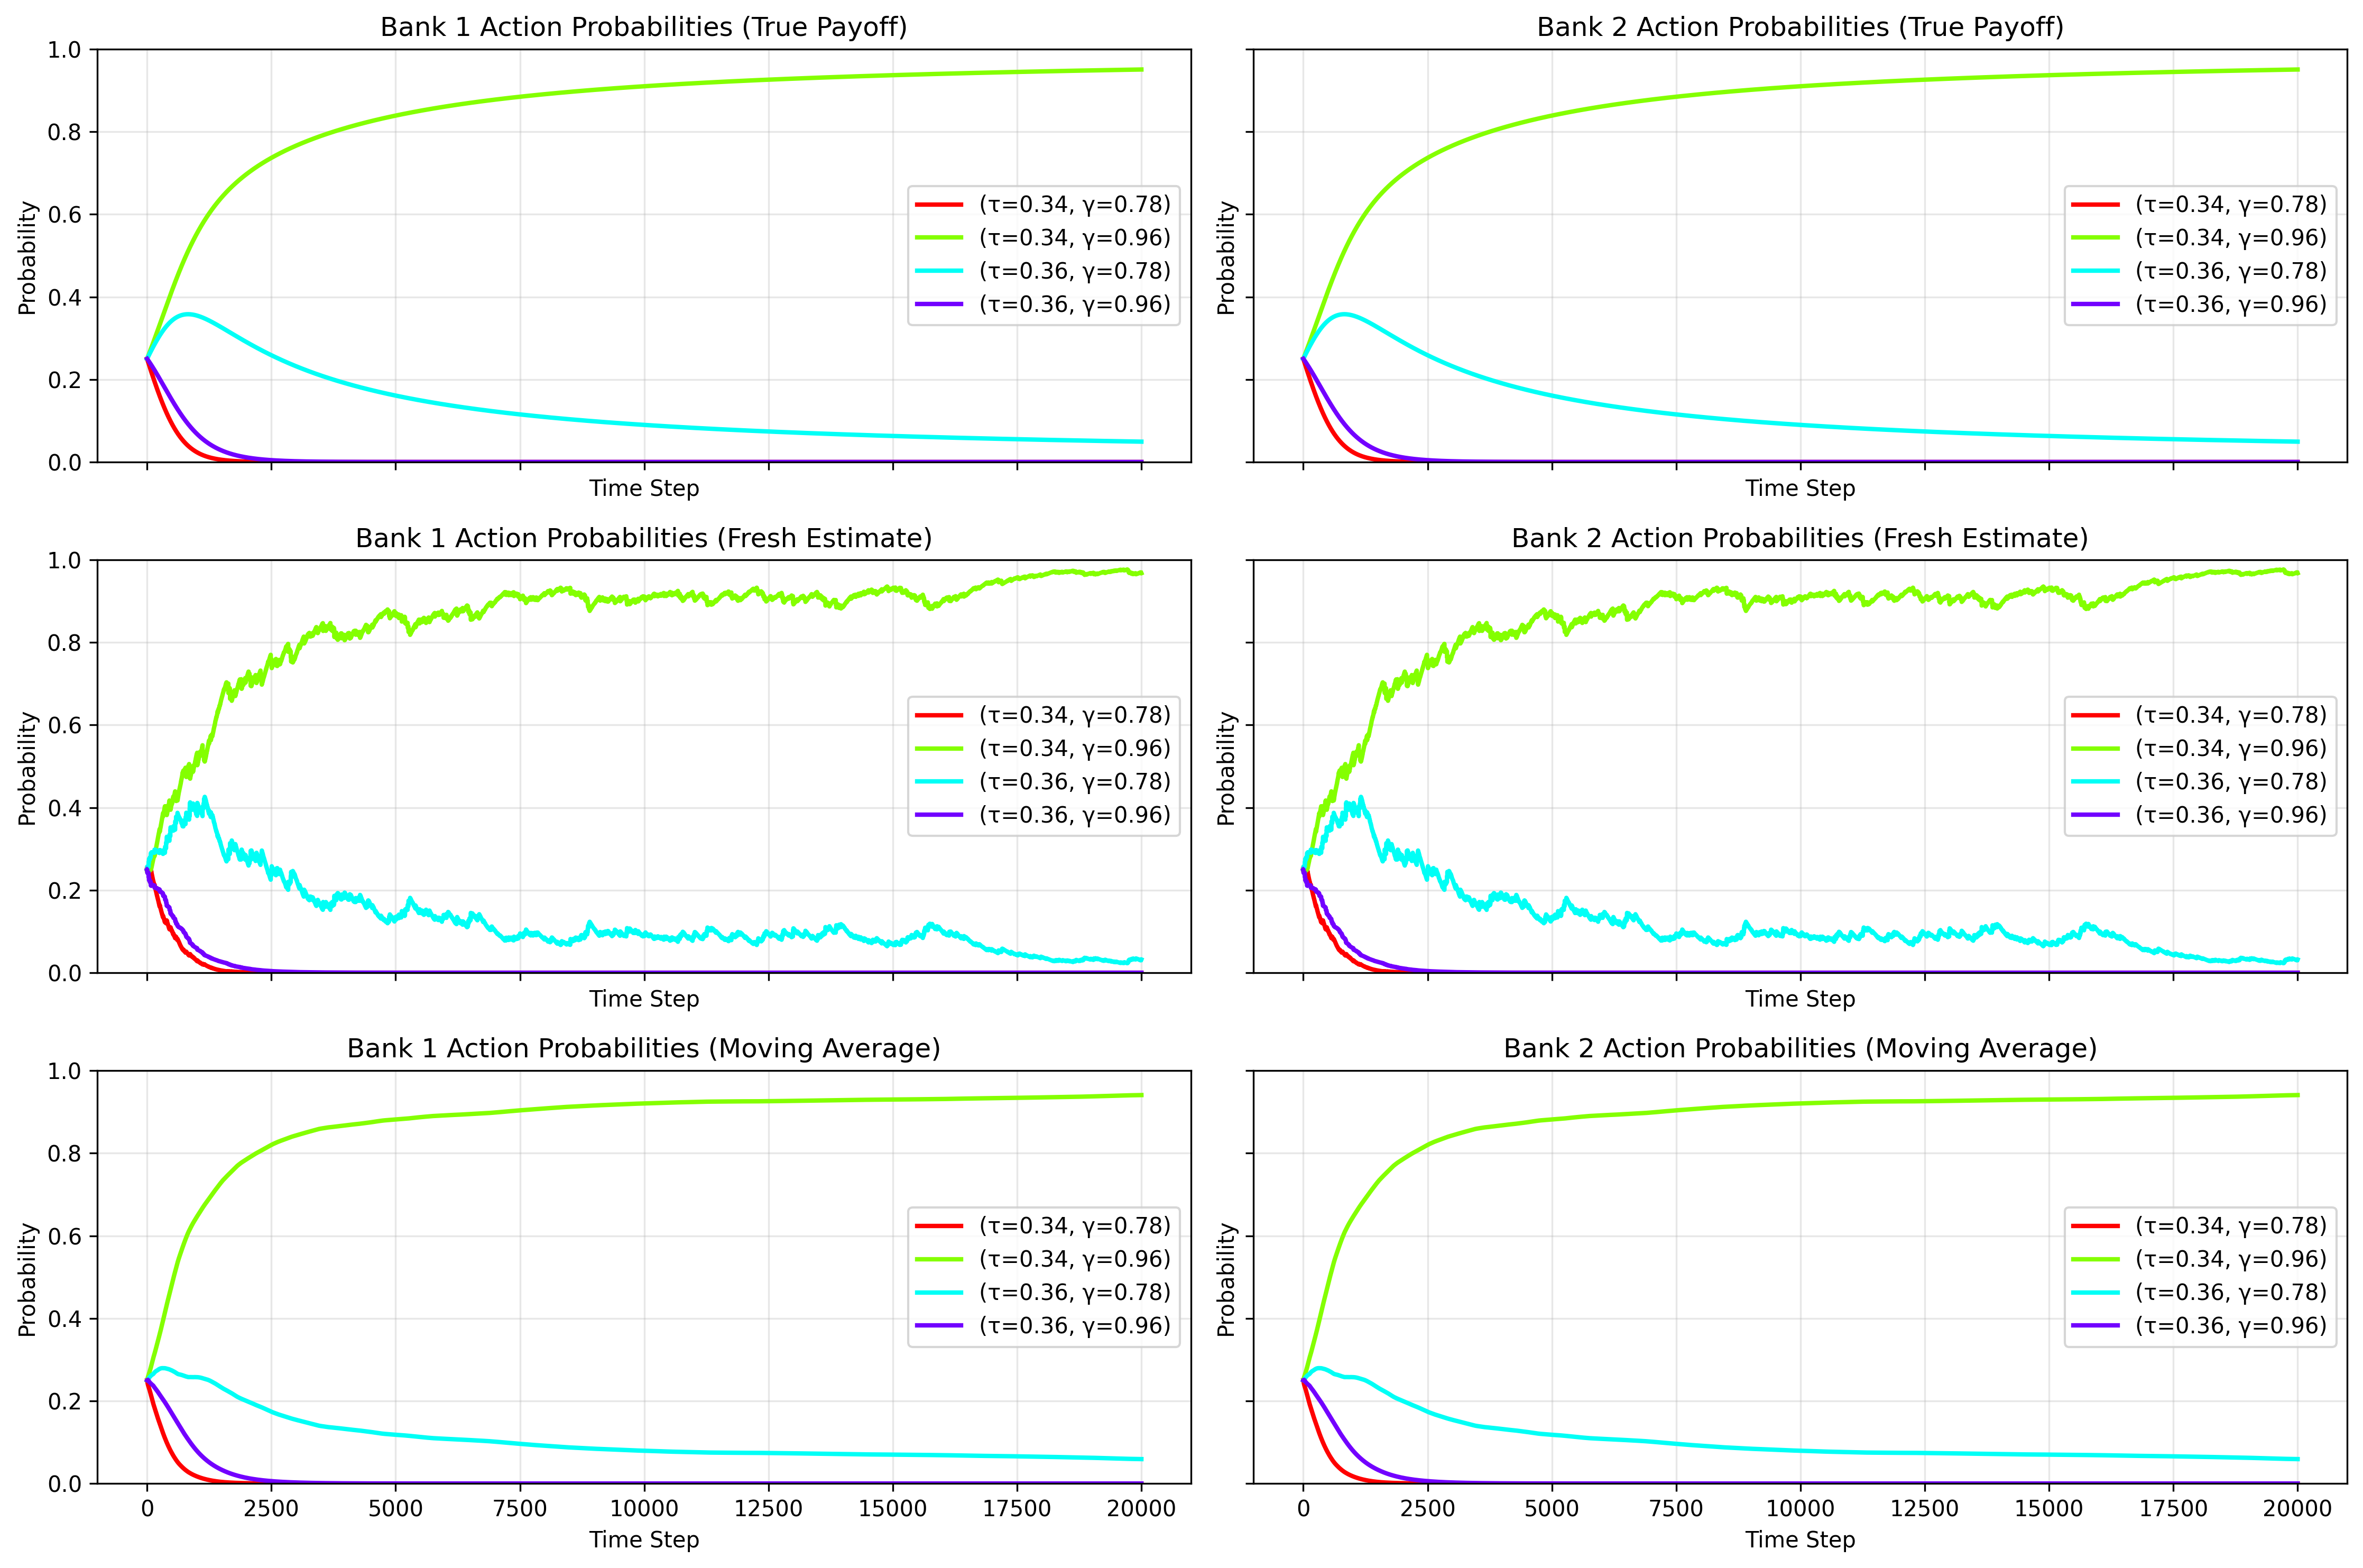 Bank 1 Action Probabilities (True Payoff)
Probability
1.0
0.8
0.6
0.4
0.2
0.0
(τ=0.34, γ=0.78)
(τ=0.34, γ=0.96)
(τ=0.36, γ=0.78)
(τ=0.36, γ=0.96)
Time Step
Bank 2 Action Probabilities (True Payoff)
Probability
(τ=0.34, γ=0.78)
(τ=0.34, γ=0.96)
(τ=0.36, γ=0.78)
(τ=0.36, γ=0.96)
Time Step
Bank 1 Action Probabilities (Fresh Estimate)
Probability
1.0
0.8
0.6
0.4
0.2
0.0
(τ=0.34, γ=0.78)
(τ=0.34, γ=0.96)
(τ=0.36, γ=0.78)
(τ=0.36, γ=0.96)
Time Step
Bank 2 Action Probabilities (Fresh Estimate)
Probability
(τ=0.34, γ=0.78)
(τ=0.34, γ=0.96)
(τ=0.36, γ=0.78)
(τ=0.36, γ=0.96)
Time Step
Bank 1 Action Probabilities (Moving Average)
Probability
1.0
0.8
0.6
0.4
0.2
0.0
(τ=0.34, γ=0.78)
(τ=0.34, γ=0.96)
(τ=0.36, γ=0.78)
(τ=0.36, γ=0.96)
0 2500 5000 7500 10000 12500 15000 17500 20000
Time Step
Bank 2 Action Probabilities (Moving Average)
Probability
(τ=0.34, γ=0.78)
(τ=0.34, γ=0.96)
(τ=0.36, γ=0.78)
(τ=0.36, γ=0.96)
0 2500 5000 7500 10000 12500 15000 17500 20000
Time Step